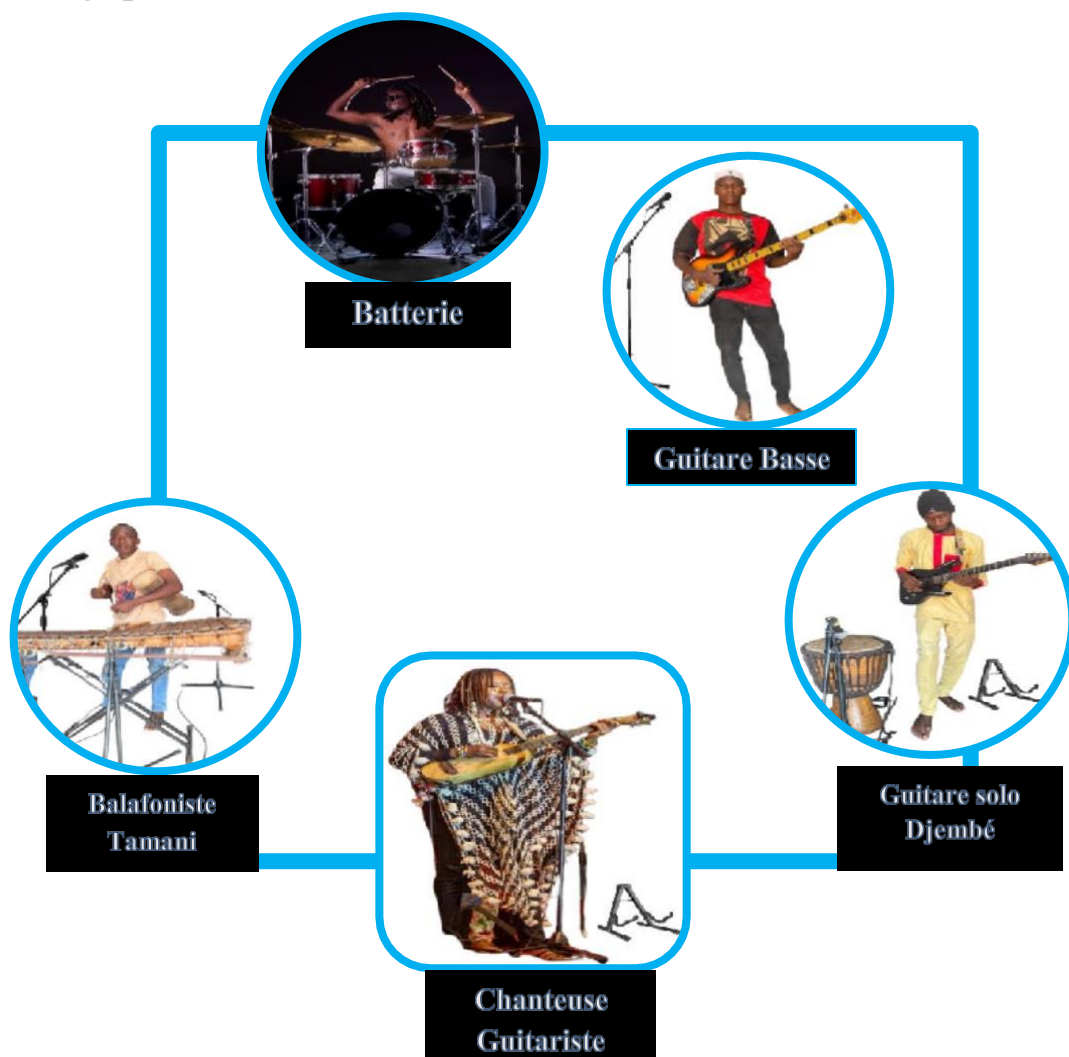 Batterie
Guitare Basse
Balafoniste
Tamani
Guitare solo
Djembé
Chanteuse
Guitariste